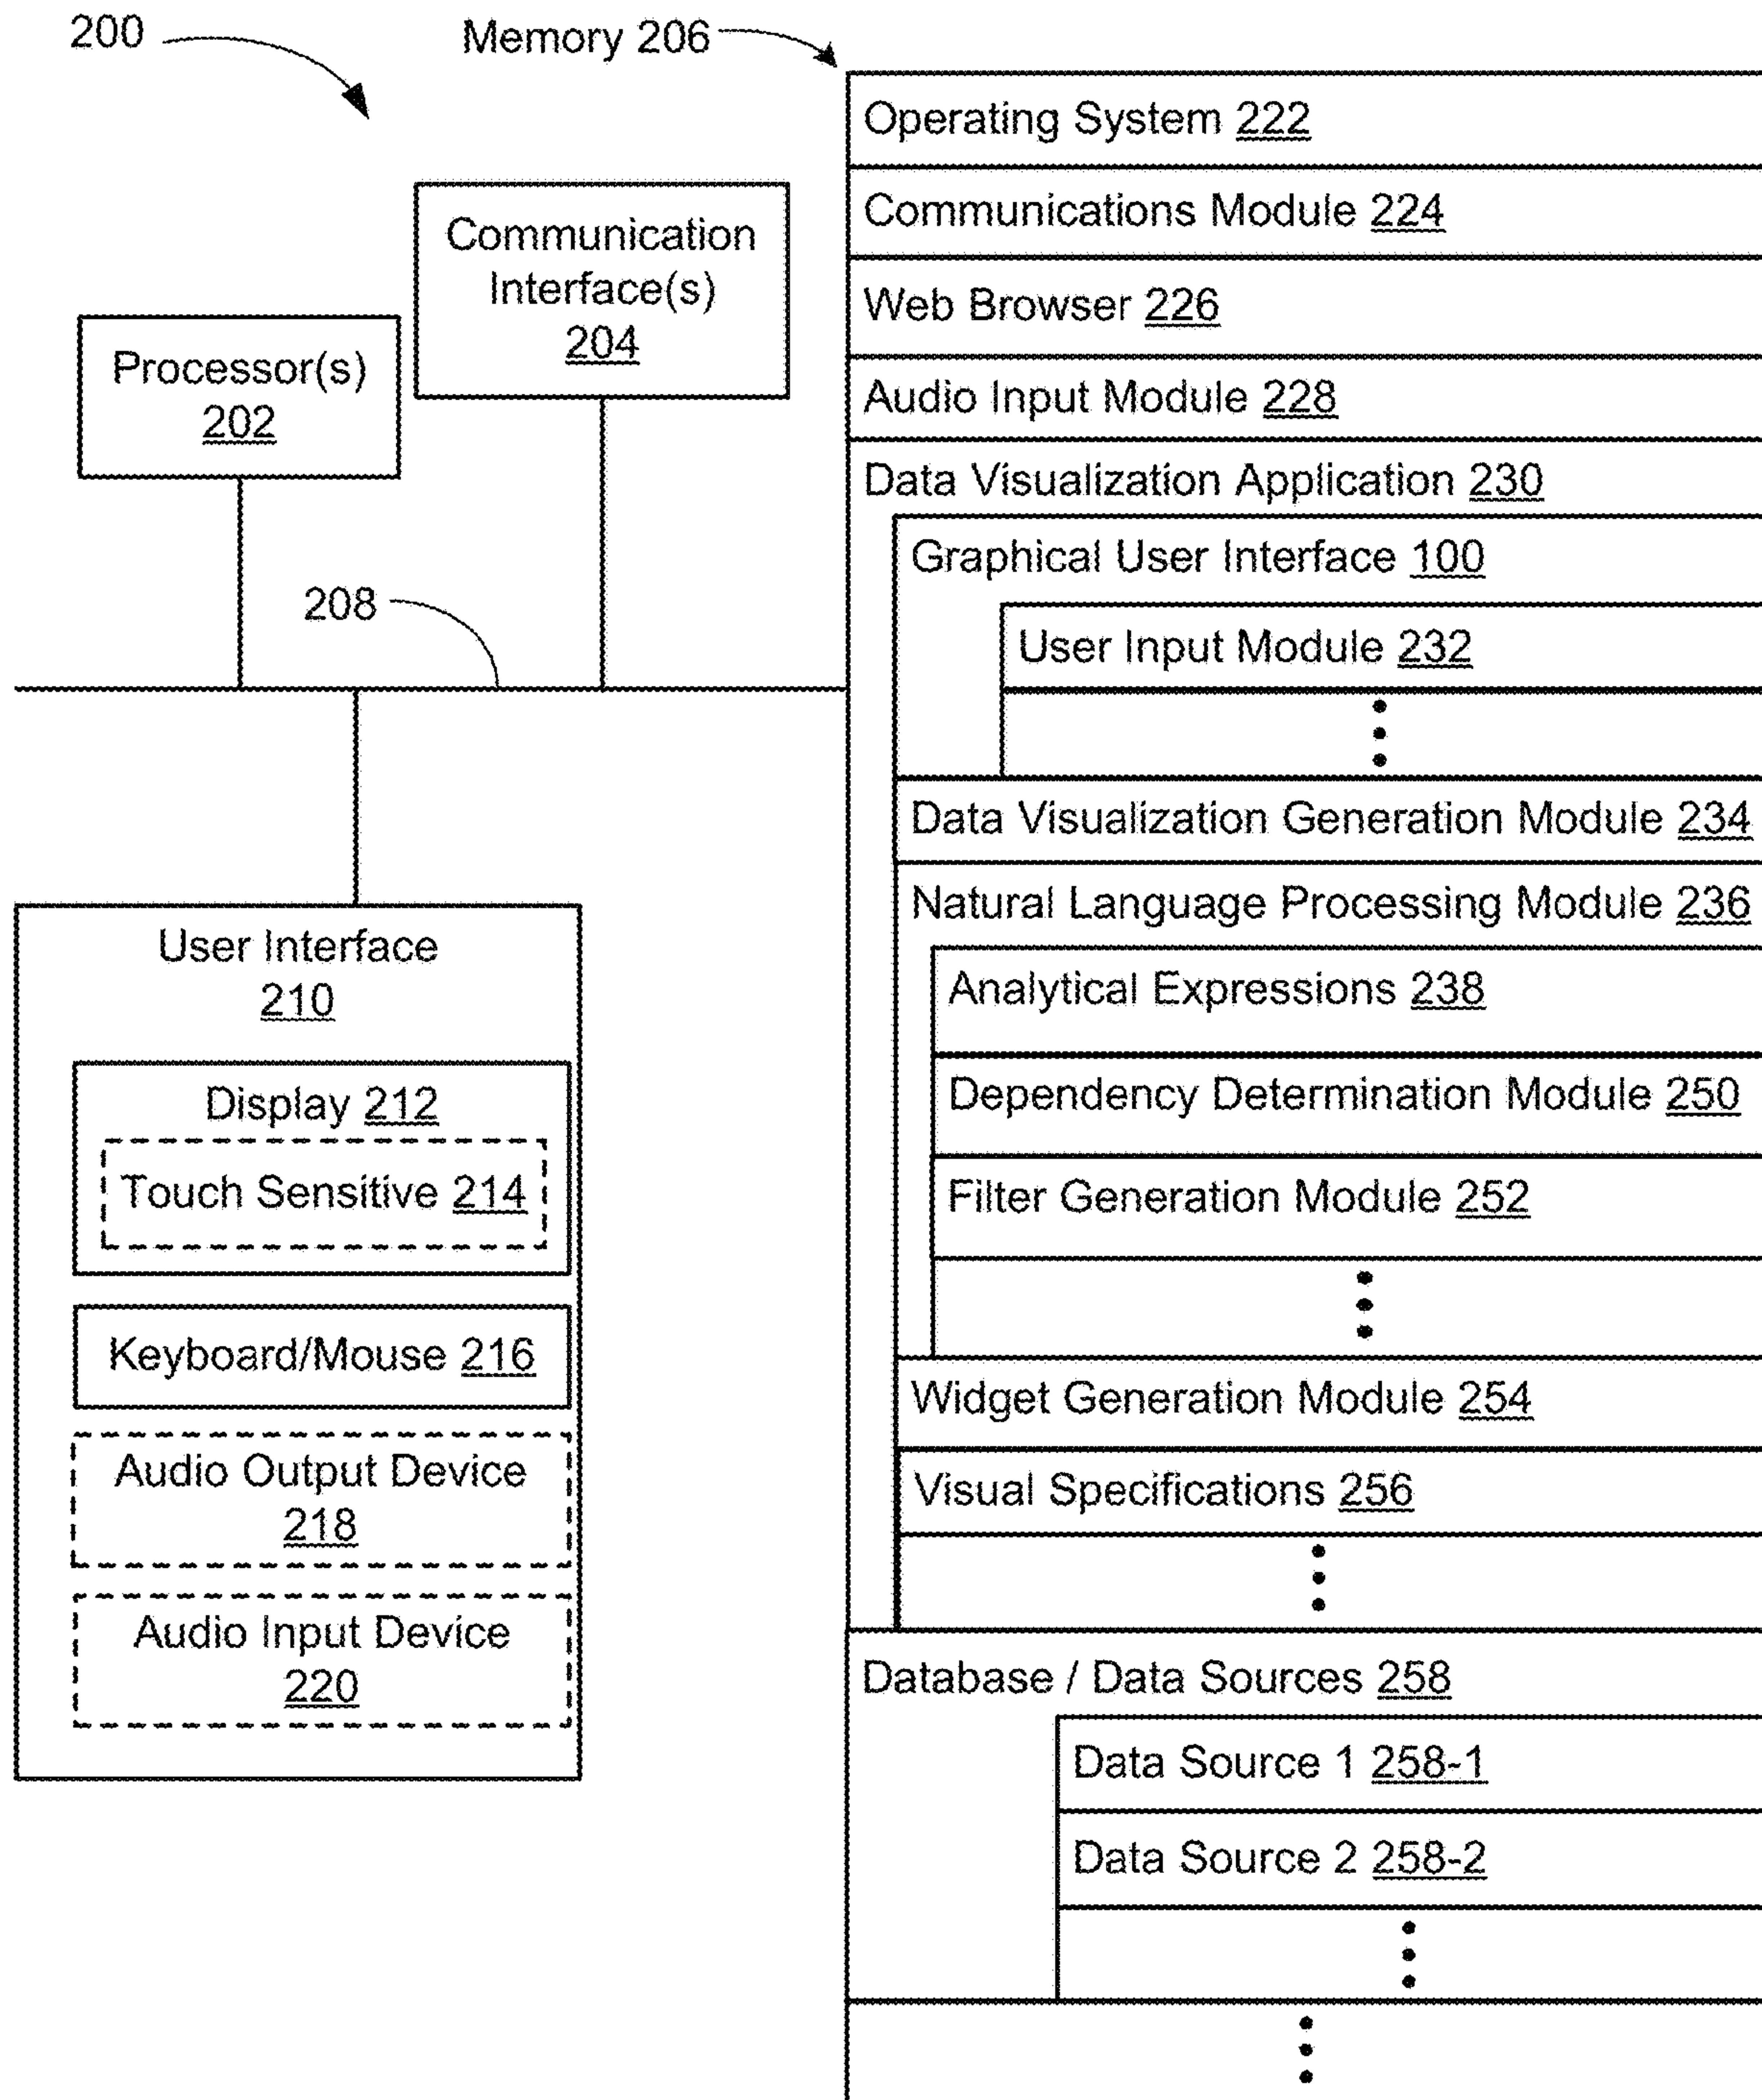 200
Memory 206
Communication
Interface(s)
204
Processor(s)
202
208
User Interface
210
Display 212
Touch Sensitive 214
Keyboard/Mouse 216
Audio Output Device
218
Audio Input Device
220
Operating System 222
Communications Module 224
Web Browser 226
Audio Input Module 228
Data Visualization Application 230
Graphical User Interface 100
User Input Module 232
Data Visualization Generation Module 234
Natural Language Processing Module 236
Analytical Expressions 238
Dependency Determination Module 250
Filter Generation Module 252
Widget Generation Module 254
Visual Specifications 256
Database / Data Sources 258
Data Source 1 258-1
Data Source 2 258-2